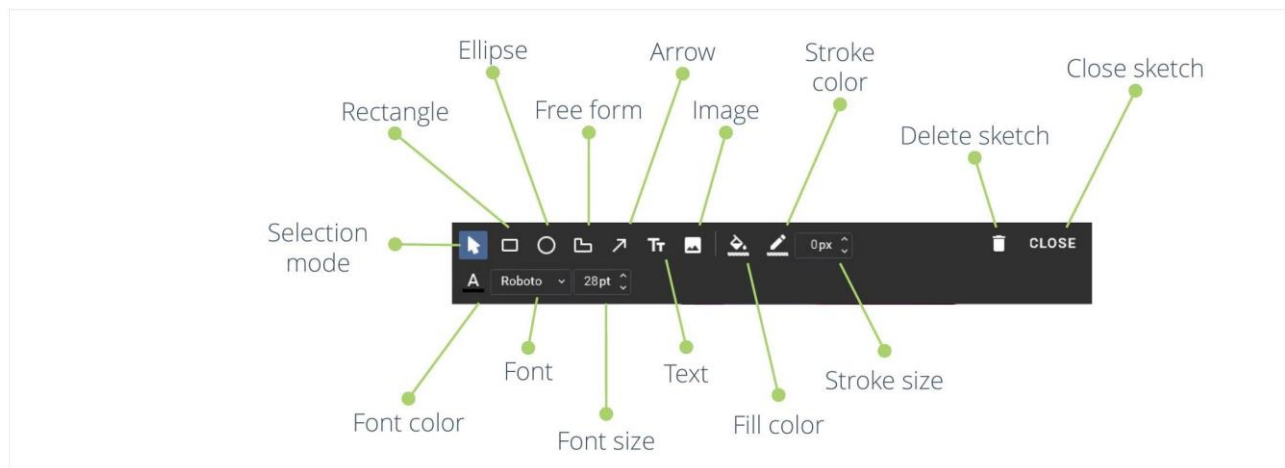 Ellipse
Arrow
Stroke
color
Close sketch
Rectangle
Free form
Image
Delete sketch
Selection
mode
Tт
0px
CLOSE
A
Roboto
28pt
Font
Text
Stroke size
Font color
Font size
Fill color